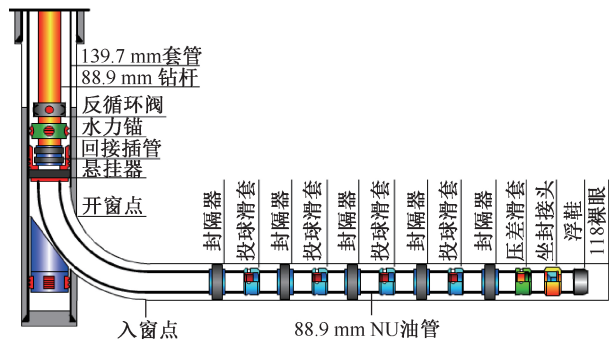 139.7 mm套管
88.9 mm 钻杆
反循环阀
水力锚
回接插管
悬挂器
开窗点
封隔器
投球滑套
封隔器
投球滑套
封隔器
投球滑套
封隔器
投球滑套
封隔器
压差滑套
坐封接头
浮鞋
118裸眼
入窗点
88.9 mm NU油管